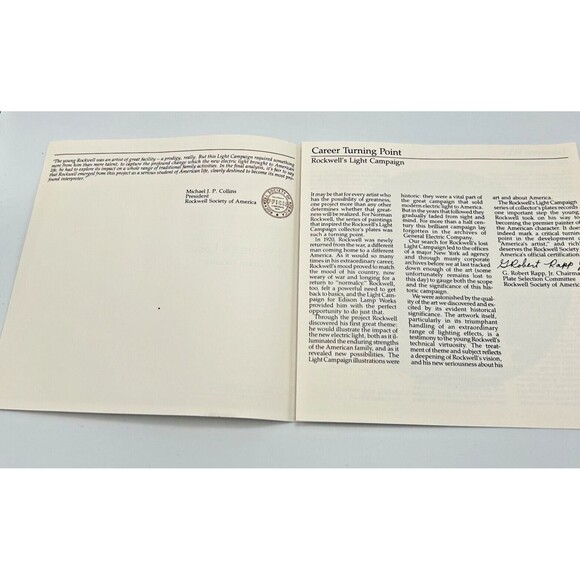 "The young Rockwell was an artist of great facility – a prodigy, really. But this Light Campaign required something
more from him than mere talent; to capture the profound change which the new electric light brought to American
life, he had to explore its impact on a whole range of traditional family activities. In the final analysis, it's fair to say
that Rockwell emerged from this project as a serious student of American life, clearly destined to become its most pro-
found interpreter."
Michael J. P. Collins
President
Rockwell Society of America
Career Turning Point
Rockwell's Light Campaign
It may be that for every artist who
has the possibility of greatness,
one project more than any other
determines whether that great-
ness will be realized. For Norman
Rockwell, the series of paintings
that inspired the Rockwell's Light
Campaign collector's plates was
such a turning point.
In 1920, Rockwell was newly
returned from the war, a different
man coming home to a different
America. As it would so many
times in his extraordinary career,
Rockwell's mood proved to match
the mood of his country, now
weary of war and longing for a
return to "normalcy." Rockwell,
too, felt a powerful need to get
back to basics, and the Light Cam-
paign for Edison Lamp Works
provided him with the perfect
opportunity to do just that.
Through the project Rockwell
discovered his first great theme:
he would illustrate the impact of
the new electric light, both as it il-
luminated the enduring strengths
of the American family, and as it
revealed new possibilities. The
Light Campaign illustrations were
historic: they were a vital part of
the great campaign that sold
modern electric light to America.
But in the years that followed they
gradually faded from sight and
mind. For more than a half cen-
tury this brilliant campaign lay
forgotten in the archives of
General Electric Company.
Our search for Rockwell's lost
Light Campaign led to the offices
of a major New York ad agency
and through musty corporate
archives before we at last tracked
down enough of the art (some
unfortunately remains lost to
this day) to gauge both the scope
and the significance of this his-
toric campaign.
We were astonished by the qual-
ity of the art we discovered and ex-
cited by its evident historical
significance. The artwork itself,
particularly in its triumphant
handling of an extraordinary
range of lighting effects, is a
testimony to the young Rockwell's
technical virtuosity. The treat-
ment of theme and subject reflects
a deepening of Rockwell's vision,
and his new seriousness about his
art and about America.
The Rockwell's Light Campaign
series of collector's plates records
one important step the young
Rockwell took on his way to
becoming the premier painter of
the American character. It does
indeed mark a critical turning
point in the development of
"America's artist," and richly
deserves the Rockwell Society of
America's official certification.
G. Robert Rapp Jr.
G. Robert Rapp, Jr., Chairman
Plate Selection Committee
Rockwell Society of America